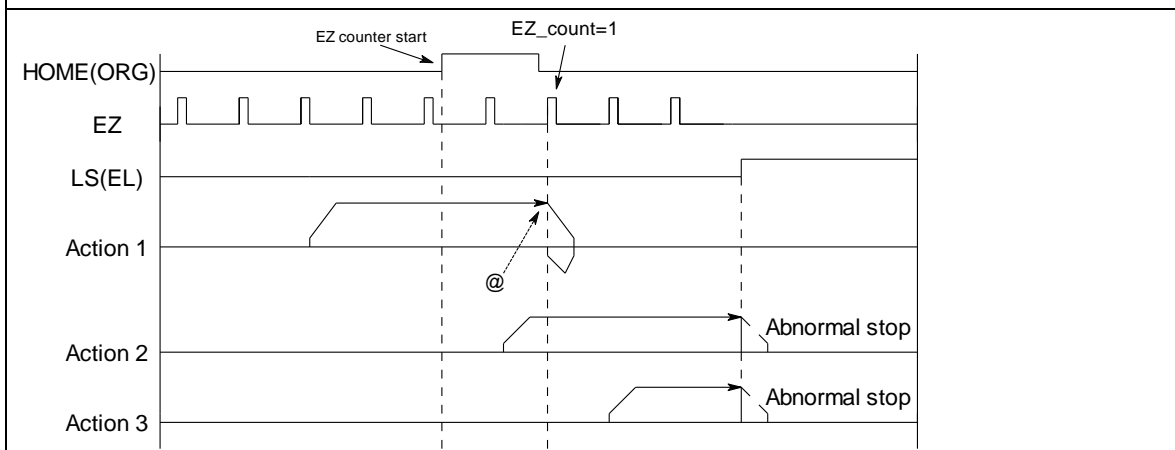 EZ counter start
EZ_count=1
HOME(ORG)
EZ
LS(EL)
Action 1
@
Action 2
Abnormal stop
Action 3
Abnormal stop